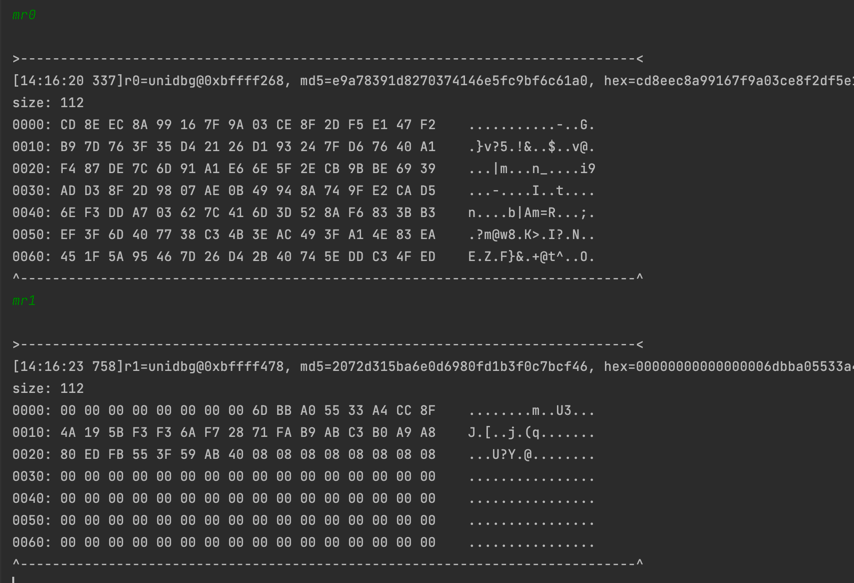 mr0
>-----------------------------------------------------------------------------<
[14:16:20 337]r0=unidbg@0xbffff268, md5=e9a78391d8270374146e5fc9bf6c61a0, hex=cd8eec8a99167f9a03ce8f2df5e1
size: 112
0000: CD 8E EC 8A 99 16 7F 9A 03 CE 8F 2D F5 E1 47 F2    ...........-..G.
0010: B9 7D 76 3F 35 D4 21 26 D1 93 24 7F D6 76 40 A1    .}v?5.!&..$..v@.
0020: F4 87 DE 7C 6D 91 A1 E6 6E 5F 2E CB 9B BE 69 39    ...|m...n_....i9
0030: AD D3 8F 2D 98 07 AE 0B 49 94 8A 74 9F E2 CA D5    ...-....I..t....
0040: 6E F3 DD A7 03 62 7C 41 6D 3D 52 8A F6 83 3B B3    n....b|Am=R...;.
0050: EF 3F 6D 40 77 38 C3 4B 3E AC 49 3F A1 4E 83 EA    .?m@w8.K>.I?.N..
0060: 45 1F 5A 95 46 7D 26 D4 2B 40 74 5E DD C3 4F ED    E.Z.F}&.+@t^..O.
^-----------------------------------------------------------------------------^
mr1
>-----------------------------------------------------------------------------<
[14:16:23 758]r1=unidbg@0xbffff478, md5=2072d315ba6e0d6980fd1b3f0c7bcf46, hex=00000000000000006dbba05533a4
size: 112
0000: 00 00 00 00 00 00 00 00 6D BB A0 55 33 A4 CC 8F    ........m..U3...
0010: 4A 19 5B F3 F3 6A F7 28 71 FA B9 AB C3 B0 A9 A8    J.[..j.(q.......
0020: 80 ED FB 55 3F 59 AB 40 08 08 08 08 08 08 08 08    ...U?Y.@........
0030: 00 00 00 00 00 00 00 00 00 00 00 00 00 00 00 00    ................
0040: 00 00 00 00 00 00 00 00 00 00 00 00 00 00 00 00    ................
0050: 00 00 00 00 00 00 00 00 00 00 00 00 00 00 00 00    ................
0060: 00 00 00 00 00 00 00 00 00 00 00 00 00 00 00 00    ................
^-----------------------------------------------------------------------------^